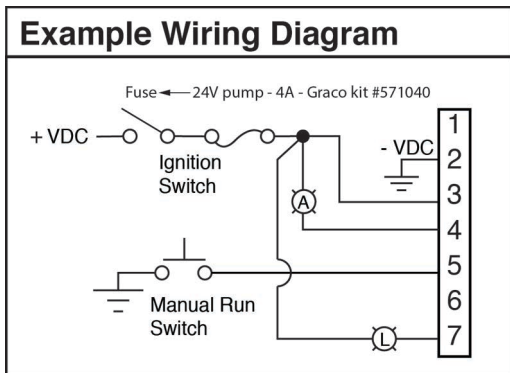 Example Wiring Diagram
Fuse 24V pump - 4A - Graco kit #571040
+ VDC
Ignition
Switch
- VDC
1
2
3
4
5
6
7
A
Manual Run
Switch
L